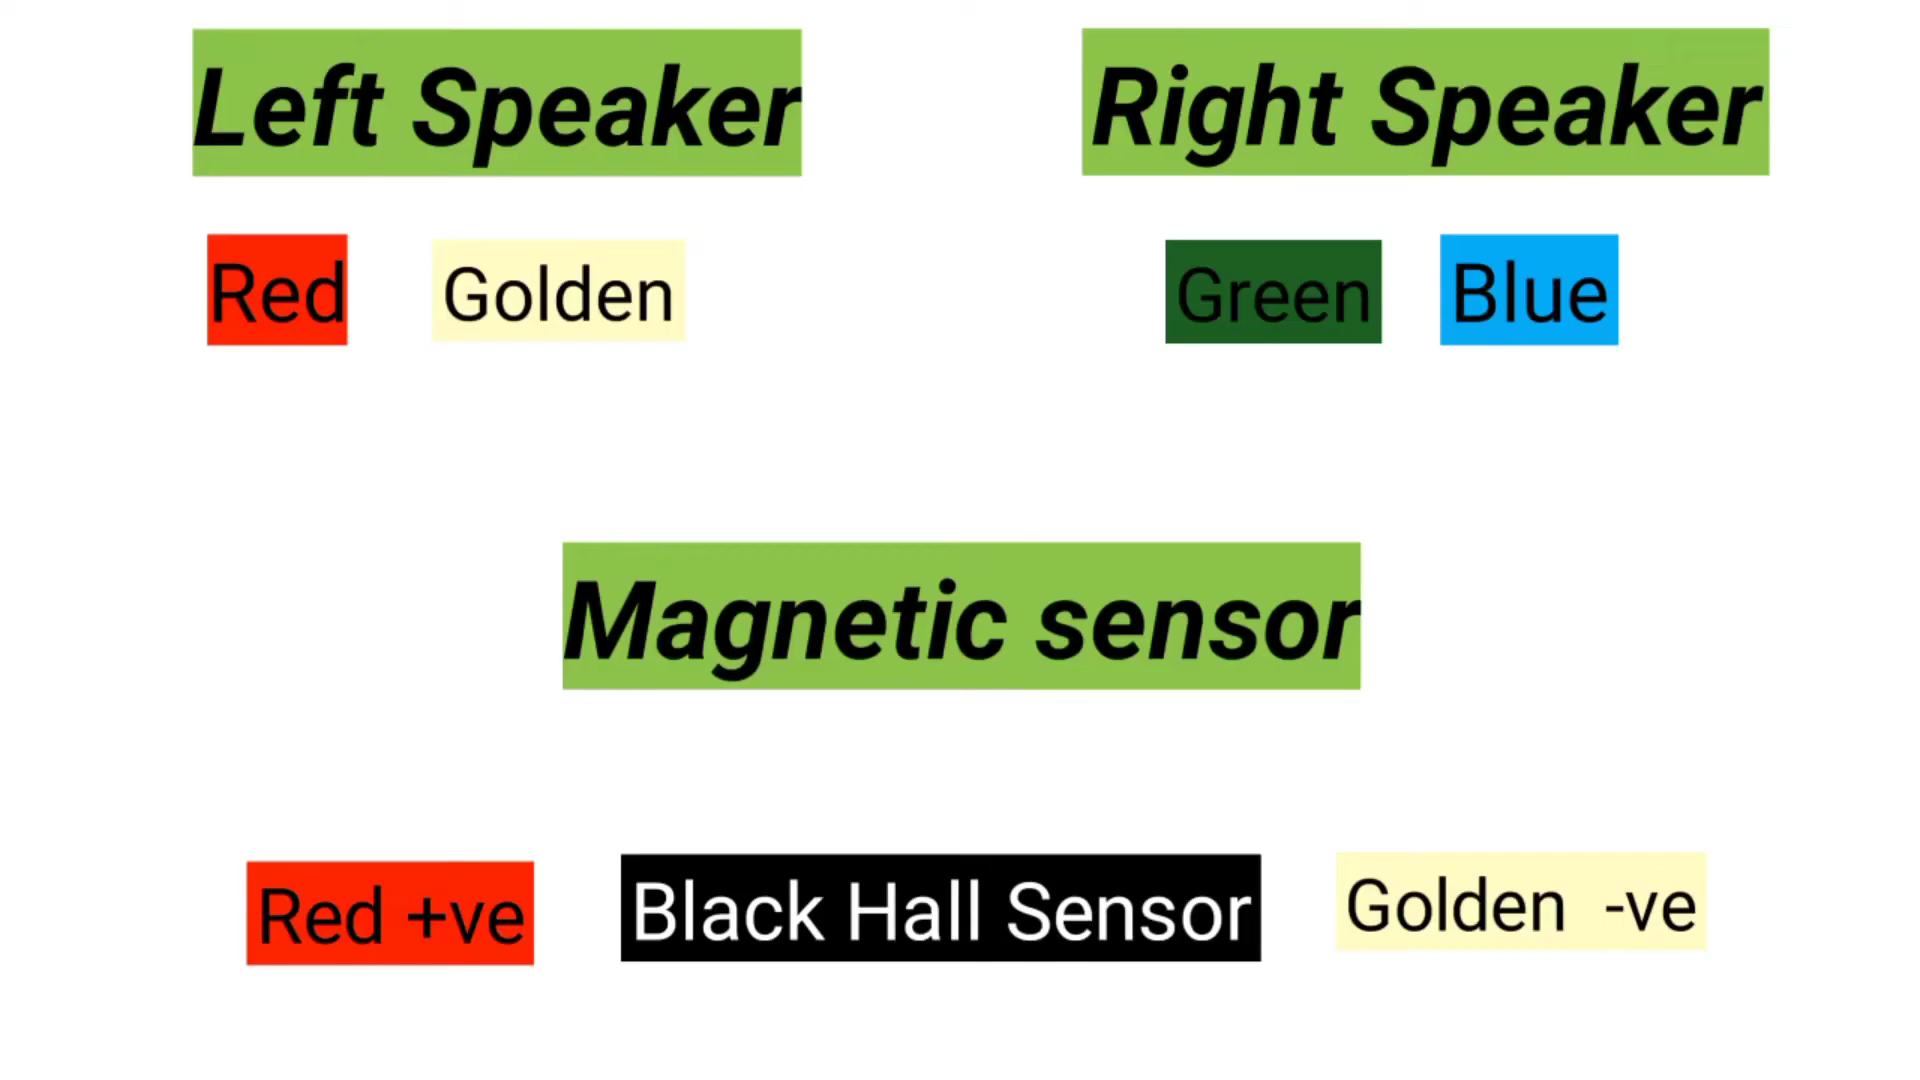 Left Speaker
Right Speaker
Red
Golden
Green
Blue
Magnetic sensor
Red +ve
Black Hall Sensor
Golden -ve